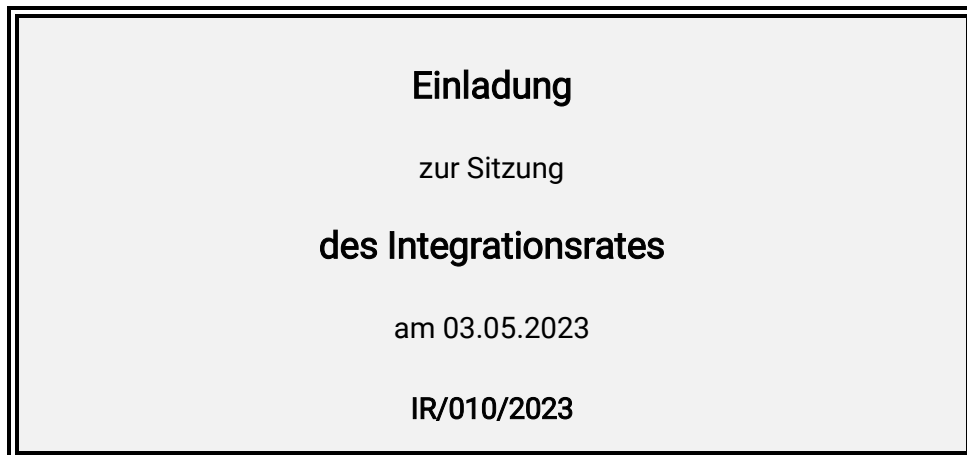 Einladung
zur Sitzung
des Integrationsrates
am 03.05.2023
IR/010/2023